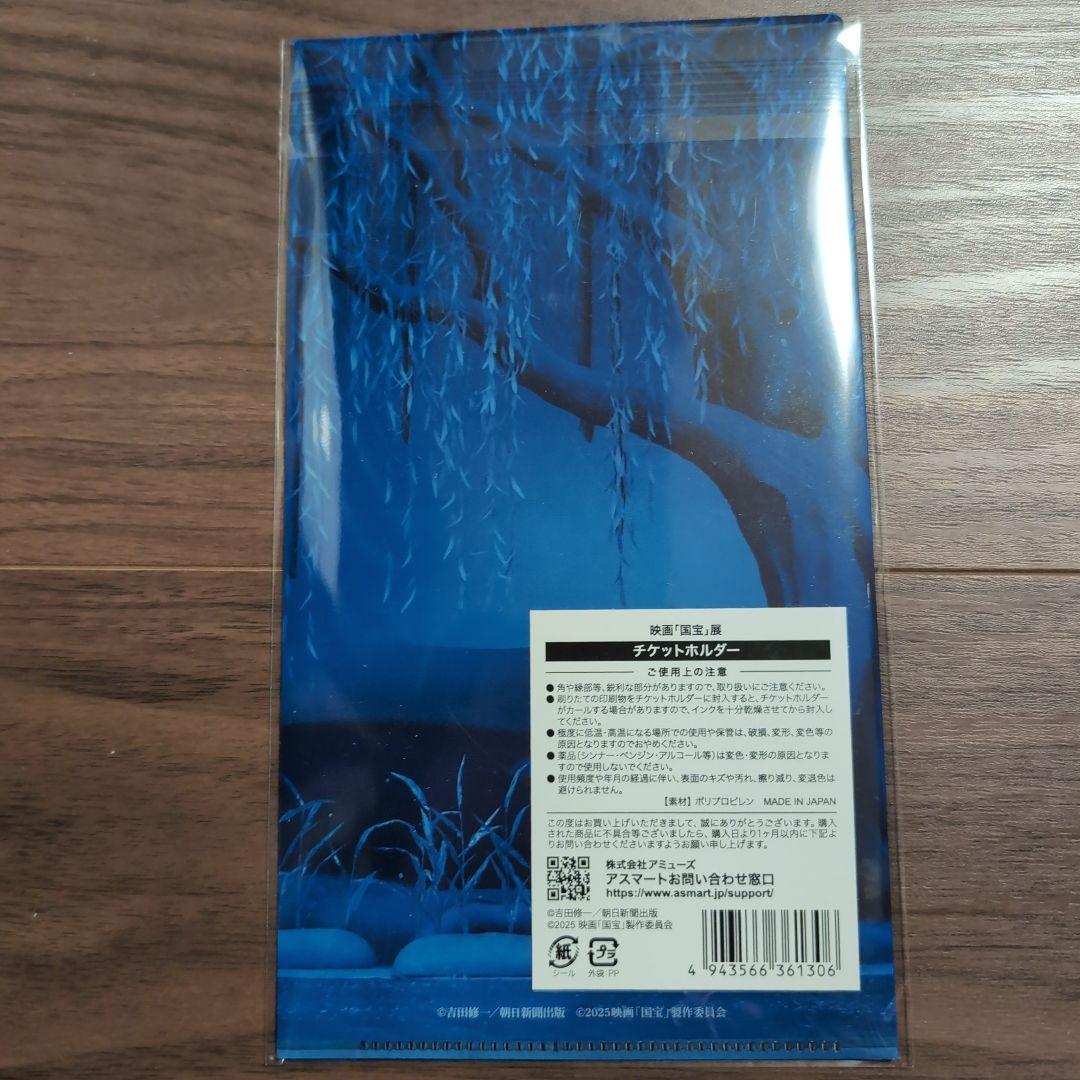 映画「国宝」展
チケットホルダー
ご使用上の注意
●角や縁部等、鋭利な部分がありますので、取り扱いにご注意ください。
●刷りたての印刷物をチケットホルダーに封入すると、チケットホルダー
がカールする場合がありますので、インクを十分乾燥させてから封入し
てください。
●極度に低温・高温になる場所での使用や保管は、破損、変形、変色等の
原因となりますのでおやめください。
●薬品(シンナー・ベンジン・アルコール等)は変色・変形の原因となりま
すので使用しないでください。
●使用頻度や年月の経過に伴い、表面のキズや汚れ、擦り減り、変退色は
避けられません。
【素材】ポリプロピレン MADE IN JAPAN
この度はお買い上げいただきまして、誠にありがとうございます。購入
された商品に不具合等ございましたら、購入日より1ヶ月以内に下記よ
りお問い合わせくださいますようお願い申し上げます。
株式会社アミューズ
アスマートお問い合わせ窓口
https://www.asmart.jp/support/
©吉田修一/朝日新聞出版
©2025 映画「国宝」製作委員会
紙
シール
プラ
外袋:PP
4 943566 361306
©吉田修一/朝日新聞出版 ©2025映画「国宝」製作委員会